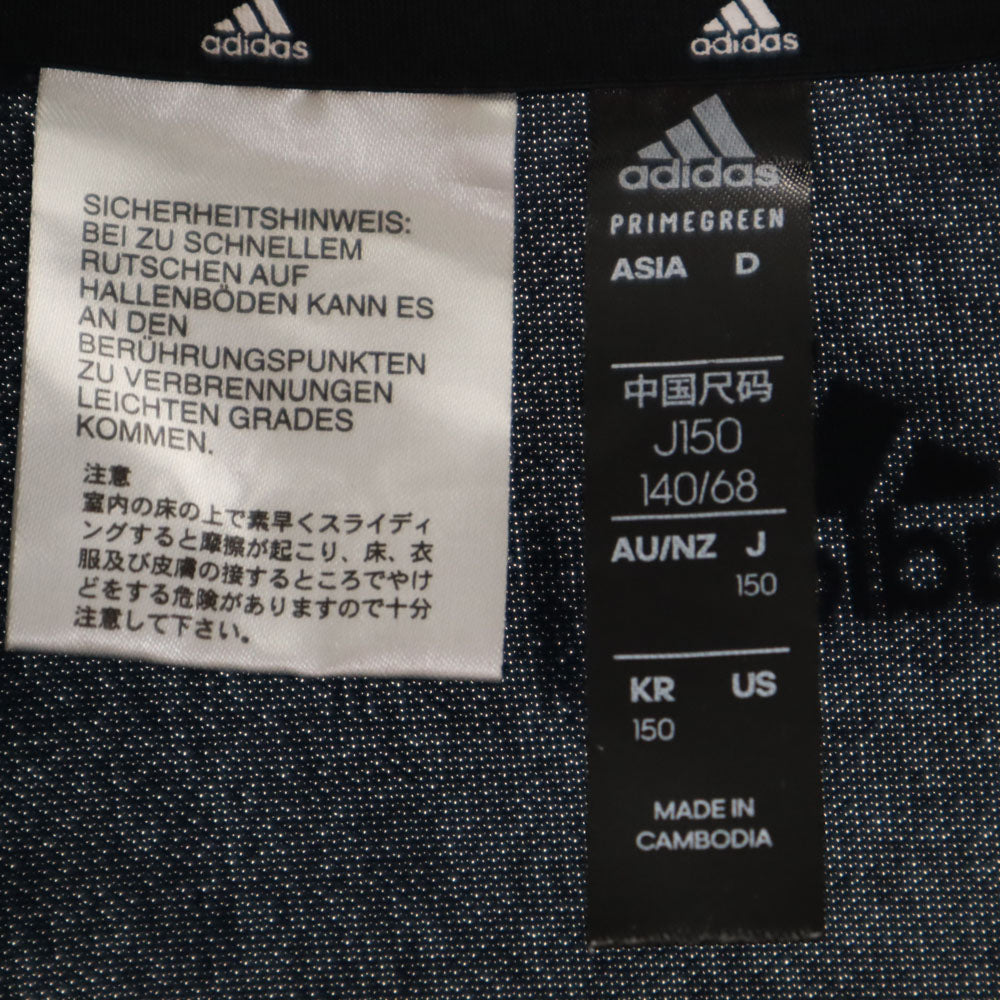 adidas
adidas
SICHERHEITSHINWEIS:
BEI ZU SCHNELLEM
RUTSCHEN AUF
HALLENBÖDEN KANN ES
AN DEN
BERÜHRUNGSPUNKTEN
ZU VERBRENNUNGEN
LEICHTEN GRADES
KOMMEN.
注意
室内の床の上で素早くスライディ
ングすると摩擦が起こり、床、衣
服及び皮膚の接するところでやけ
どをする危険がありますので十分
注意して下さい。
adidas
PRIMEGREEN
ASIA D
中国尺码
J150
140/68
AU/NZ J
150
KR US
150
MADE IN
CAMBODIA